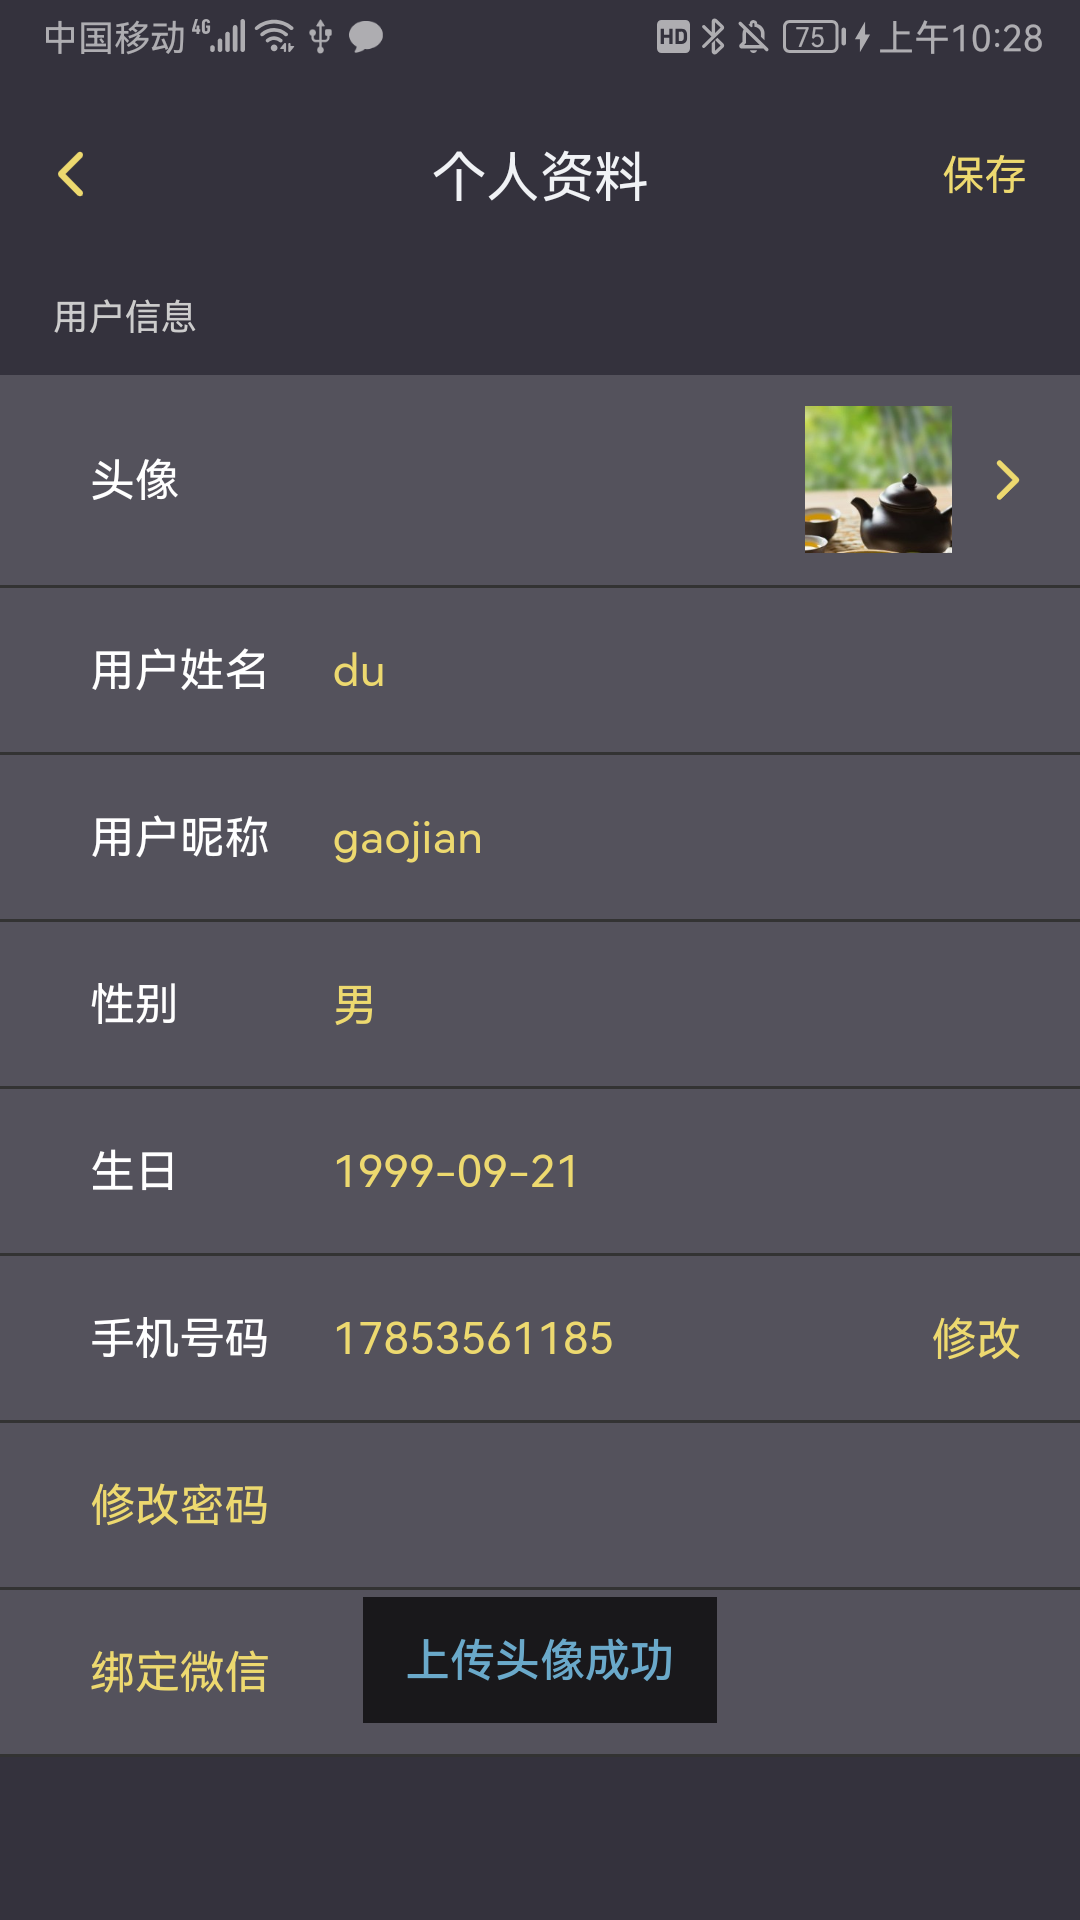 中国移动 4G HD 75 上午10:28
个人资料 保存
用户信息
头像
用户姓名 du
用户昵称 gaojian
性别 男
生日 1999-09-21
手机号码 17853561185 修改
修改密码
绑定微信
上传头像成功